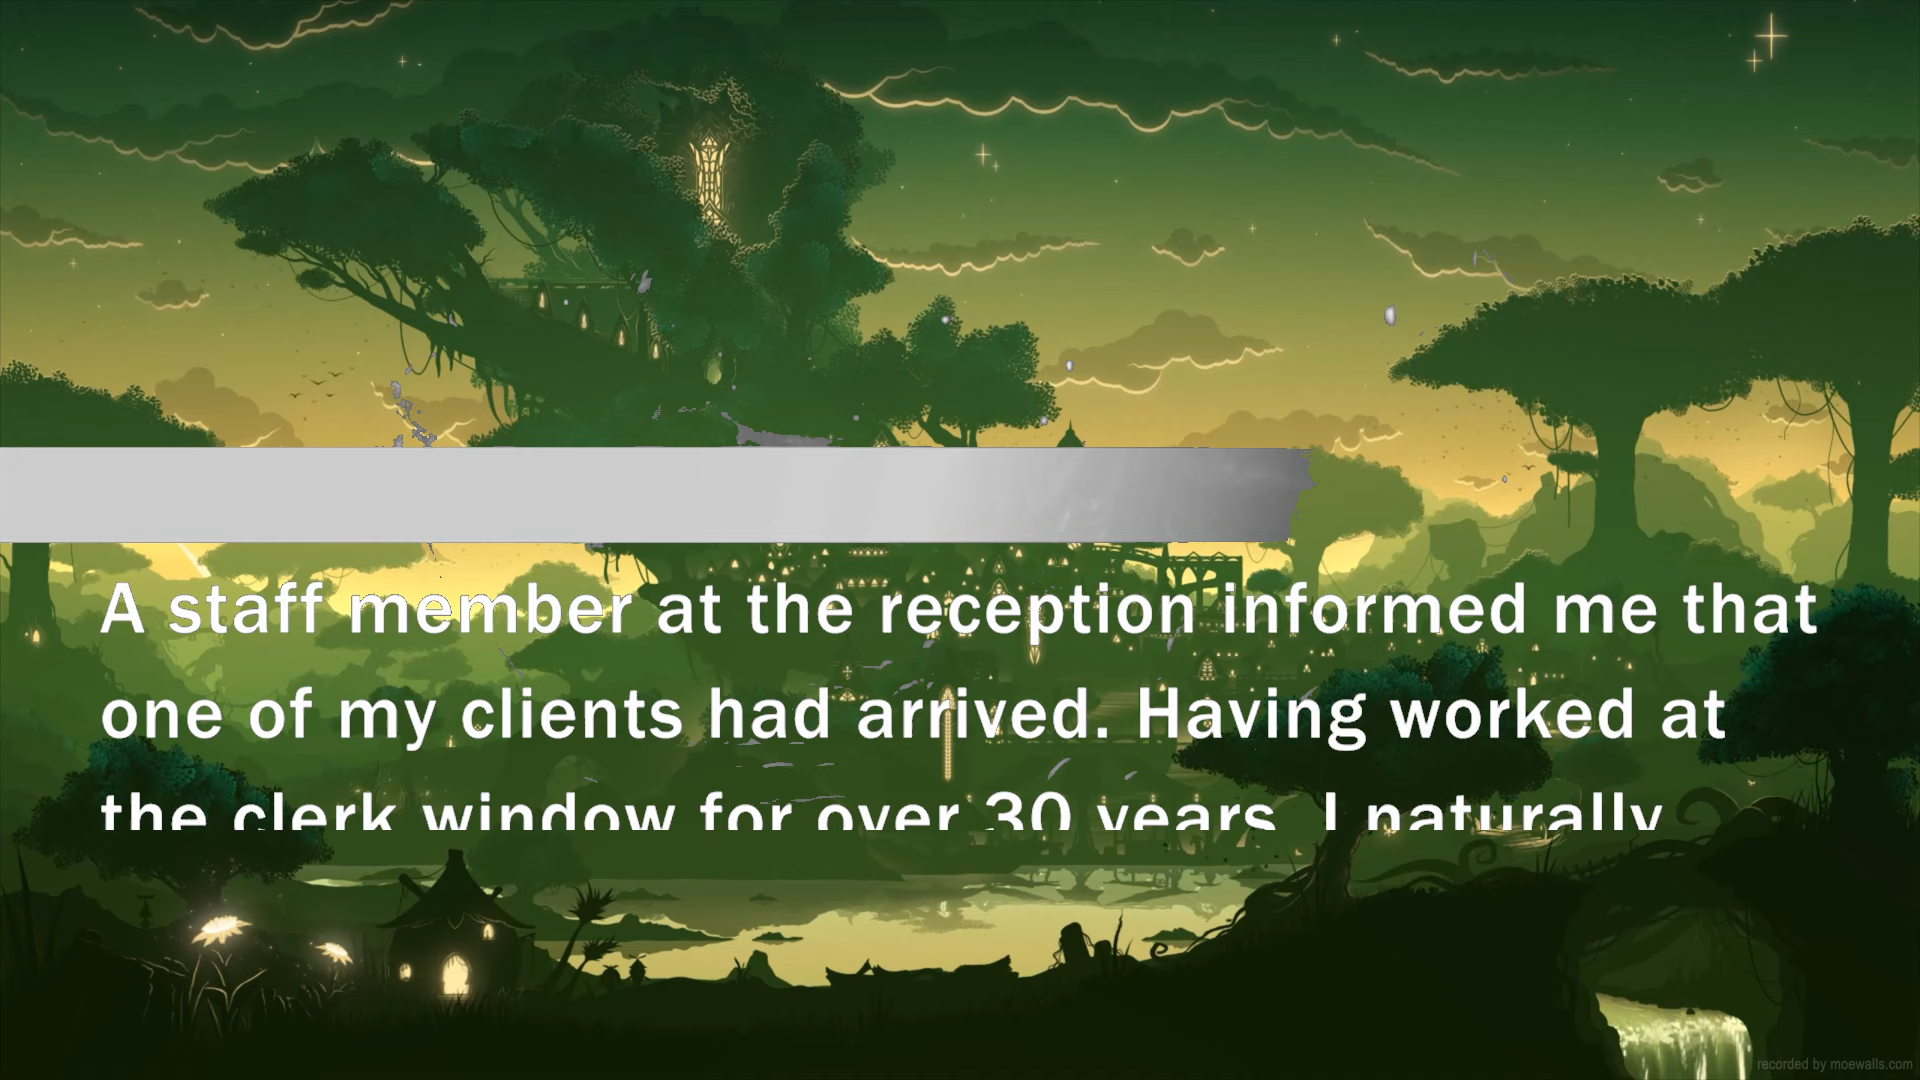 A staff member at the reception informed me that
one of my clients had arrived. Having worked at
the clerk window for over 30 years, I naturally
recorded by moewalls.com